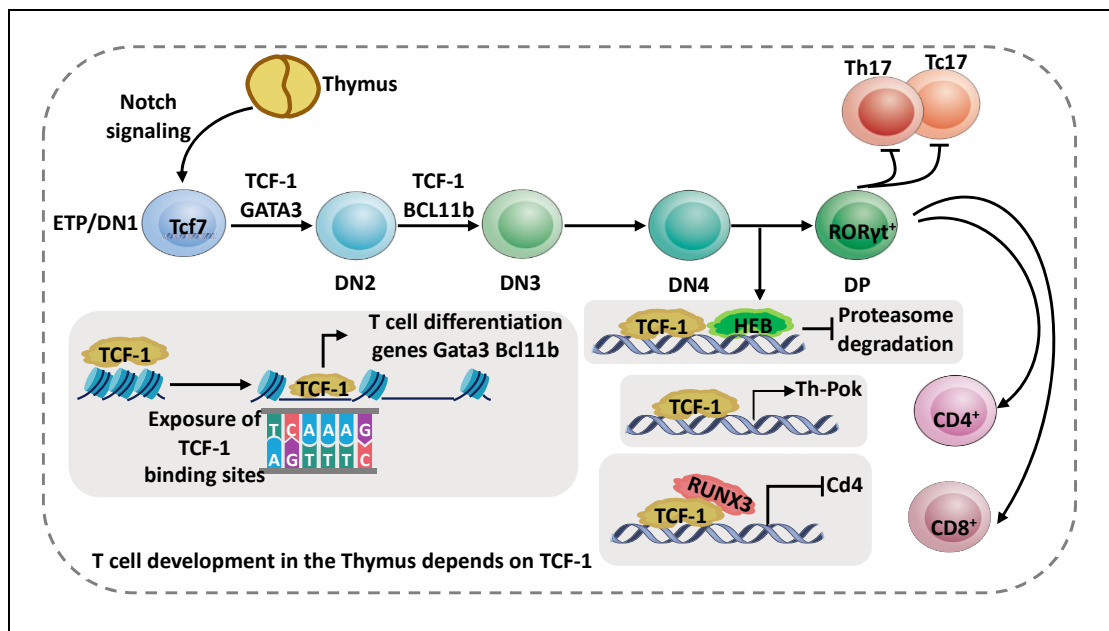 Th17
Tc17
Thymus
Notch
signaling
ETP/DN1
Tcf7
TCF-1
GATA3
TCF-1
BCL11b
RORγt+
DN2
DN3
DN4
DP
TCF-1
T cell differentiation
genes Gata3 Bcl11b
TCF-1
Exposure of
TCF-1
binding sites
T C A A A G
A G T T T C
TCF-1
HEB
Proteasome
degradation
TCF-1
Th-Pok
RUNX3
TCF-1
Cd4
CD4+
CD8+
T cell development in the Thymus depends on TCF-1